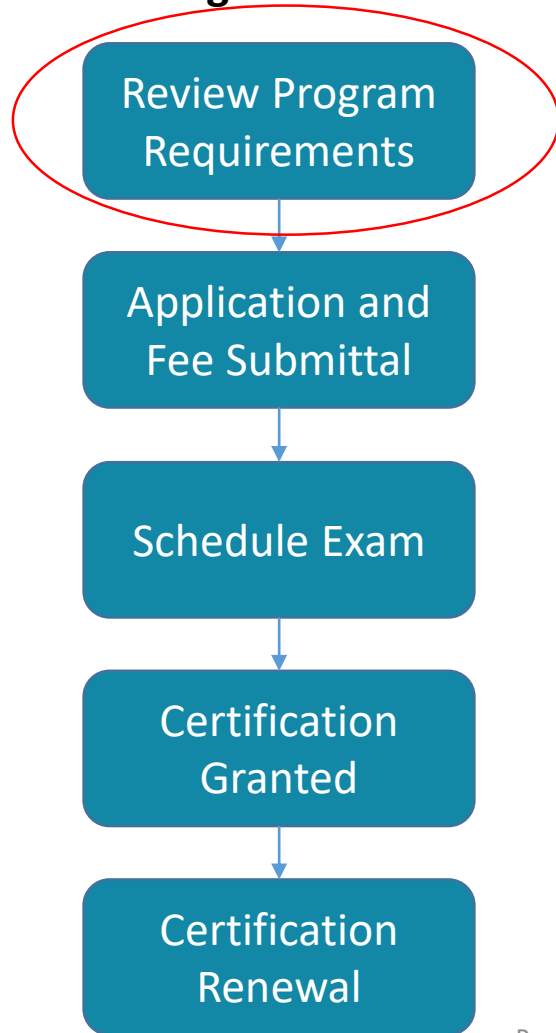 Review Program
Requirements
Application and
Fee Submittal
Schedule Exam
Certification
Granted
Certification
Renewal